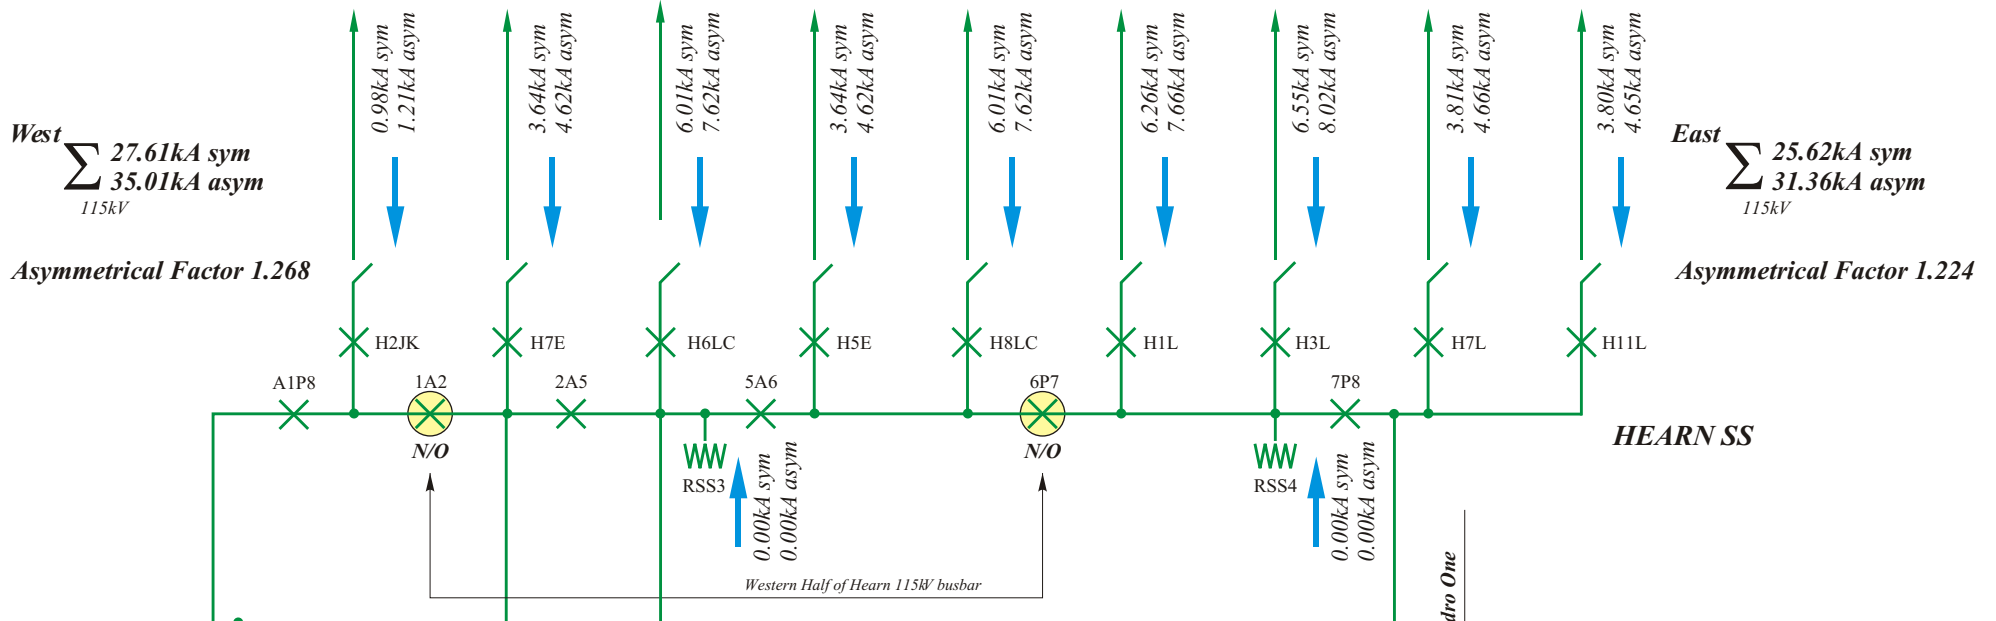 0.98kA sym
1.21kA asym
3.64kA sym
4.62kA asym
6.01kA sym
7.62kA asym
3.64kA sym
4.62kA asym
6.01kA sym
7.62kA asym
6.26kA sym
7.66kA asym
6.55kA sym
8.02kA asym
3.81kA sym
4.66kA asym
3.80kA sym
4.65kA asym
West
∑ 27.61kA sym
35.01kA asym
115kV
East
∑ 25.62kA sym
31.36kA asym
115kV
Asymmetrical Factor 1.268
Asymmetrical Factor 1.224
H2JK
H7E
H6LC
H5E
H8LC
H1L
H3L
H7L
H11L
A1P8
1A2
2A5
5A6
6P7
7P8
N/O
N/O
HEARN SS
RSS3
0.00kA sym
0.00kA asym
RSS4
0.00kA sym
0.00kA asym
Western Half of Hearn 115kV busbar
dro One